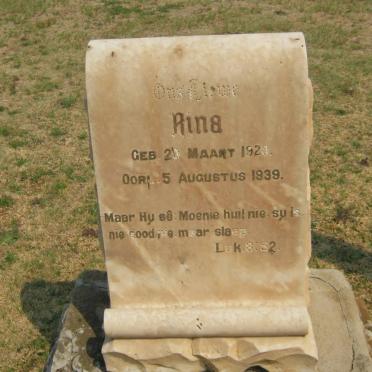 Ons Kleine
Rina
GEB MAART
OORL. 5 AUGUSTUS 1939.
Maar Hy sê. Moenie huil nie. sy is
nie dood nie maar slaap
Luk 8:52